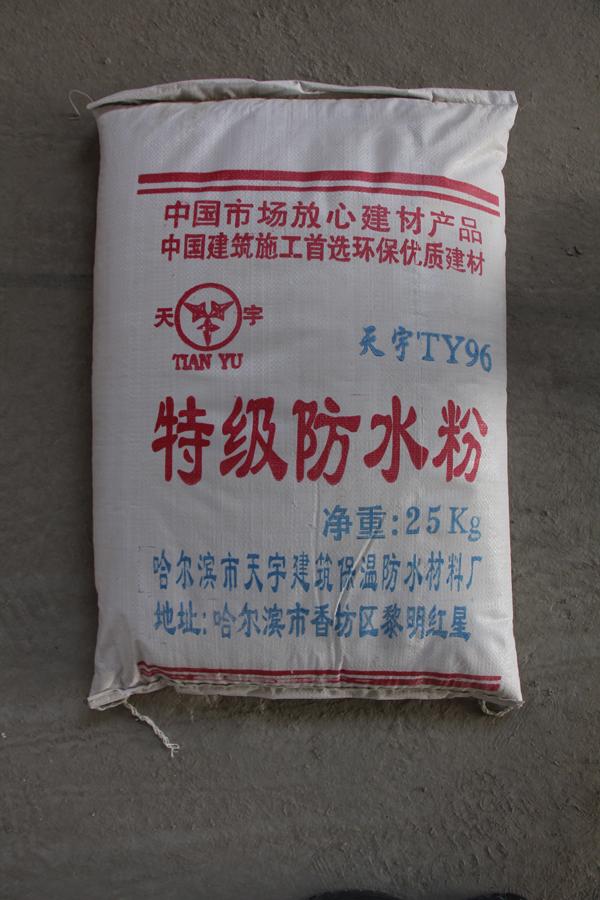 中国市场放心建材产品
中国建筑施工首选环保优质建材
天宇
TIAN YU
天宇TY96
特级防水粉
净重:25Kg
哈尔滨市天宇建筑保温防水材料厂
地址:哈尔滨市香坊区黎明红星